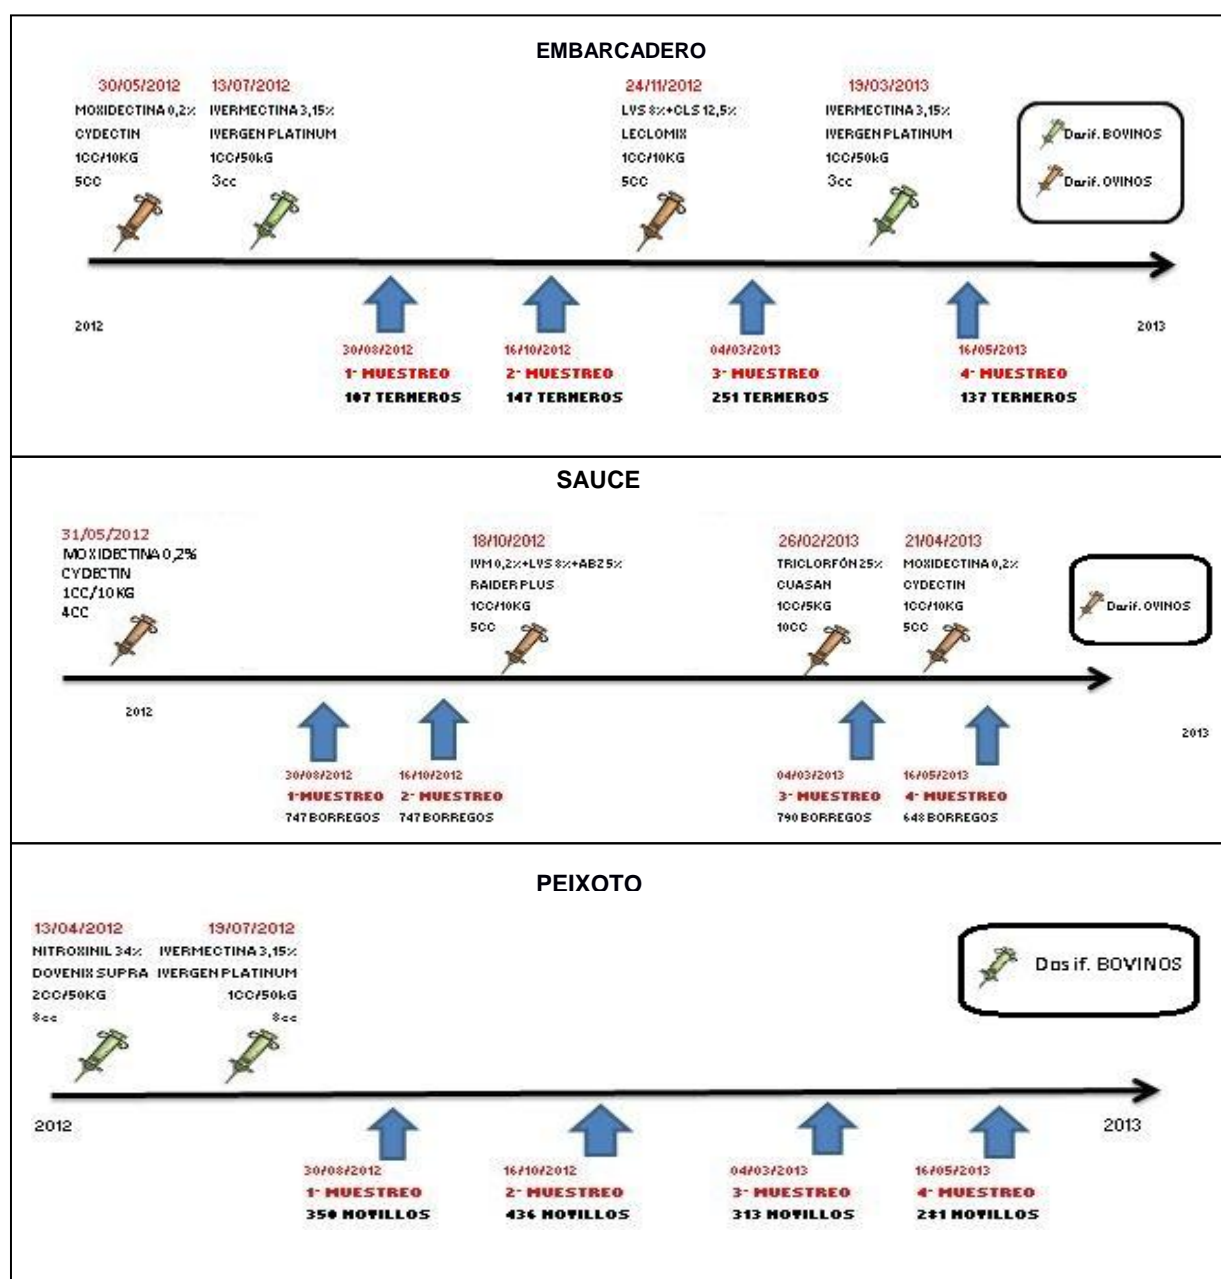 EMBARCADERO
30/05/2012
MOXIDECTINA 0,2%
CYDECTIN
1CC/10KG
5CC
13/07/2012
IVERMECTINA 3,15%
IVERGEN PLATINUM
1CC/50kG
3cc
24/11/2012
LVS 8%+CLS 12,5%
LECLOMIX
1CC/10KG
5CC
19/03/2013
IVERMECTINA 3,15%
IVERGEN PLATINUM
1CC/50kG
3cc
Dosif. BOVINOS
Dosif. OVINOS
2012
2013
30/08/2012
1- MUESTREO
107 TERNEROS
16/10/2012
2- MUESTREO
147 TERNEROS
04/03/2013
3- MUESTREO
251 TERNEROS
16/05/2013
4- MUESTREO
137 TERNEROS
SAUCE
31/05/2012
MOXIDECTINA 0,2%
CYDECTIN
1CC/10KG
4CC
18/10/2012
IVM 0,2%+LVS 8%+ABZ 5%
RAIDER PLUS
1CC/10KG
5CC
26/02/2013
TRICLORFÓN 25%
CUASAN
1CC/5KG
10CC
21/04/2013
MOXIDECTINA 0,2%
CYDECTIN
1CC/10KG
5CC
Dosif. OVINOS
2012
2013
30/08/2012
1-MUESTREO
747 BORREGOS
16/10/2012
2- MUESTREO
747 BORREGOS
04/03/2013
3- MUESTREO
790 BORREGOS
16/05/2013
4- MUESTREO
648 BORREGOS
PEIXOTO
13/04/2012
NITROXINIL 34%
DOVENIX SUPRA
2CC/50KG
8cc
19/07/2012
IVERMECTINA 3,15%
IVERGEN PLATINUM
1CC/50kG
8cc
Dosif. BOVINOS
2012
2013
30/08/2012
1- MUESTREO
350 NOVILLOS
16/10/2012
2- MUESTREO
436 NOVILLOS
04/03/2013
3- MUESTREO
313 NOVILLOS
16/05/2013
4- MUESTREO
281 NOVILLOS